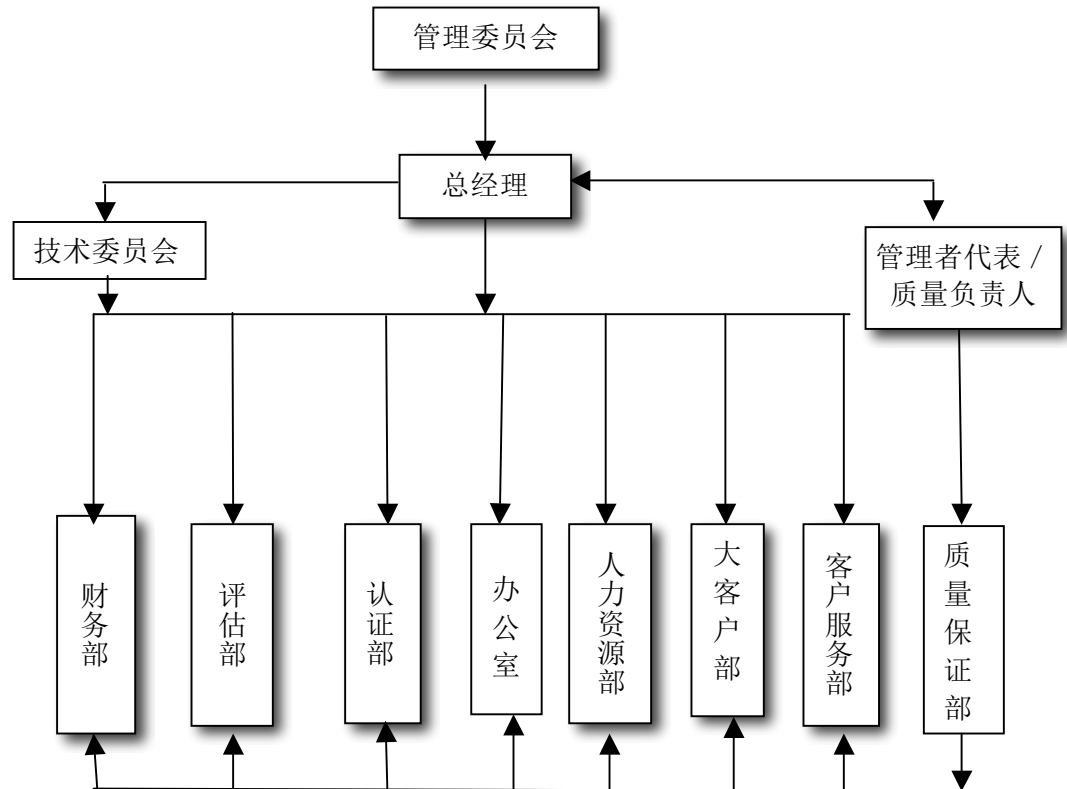 管理委员会
总经理
技术委员会
管理者代表 /
质量负责人
财务部
评估部
认证部
办公室
人力资源部
大客户部
客户服务部
质量保证部